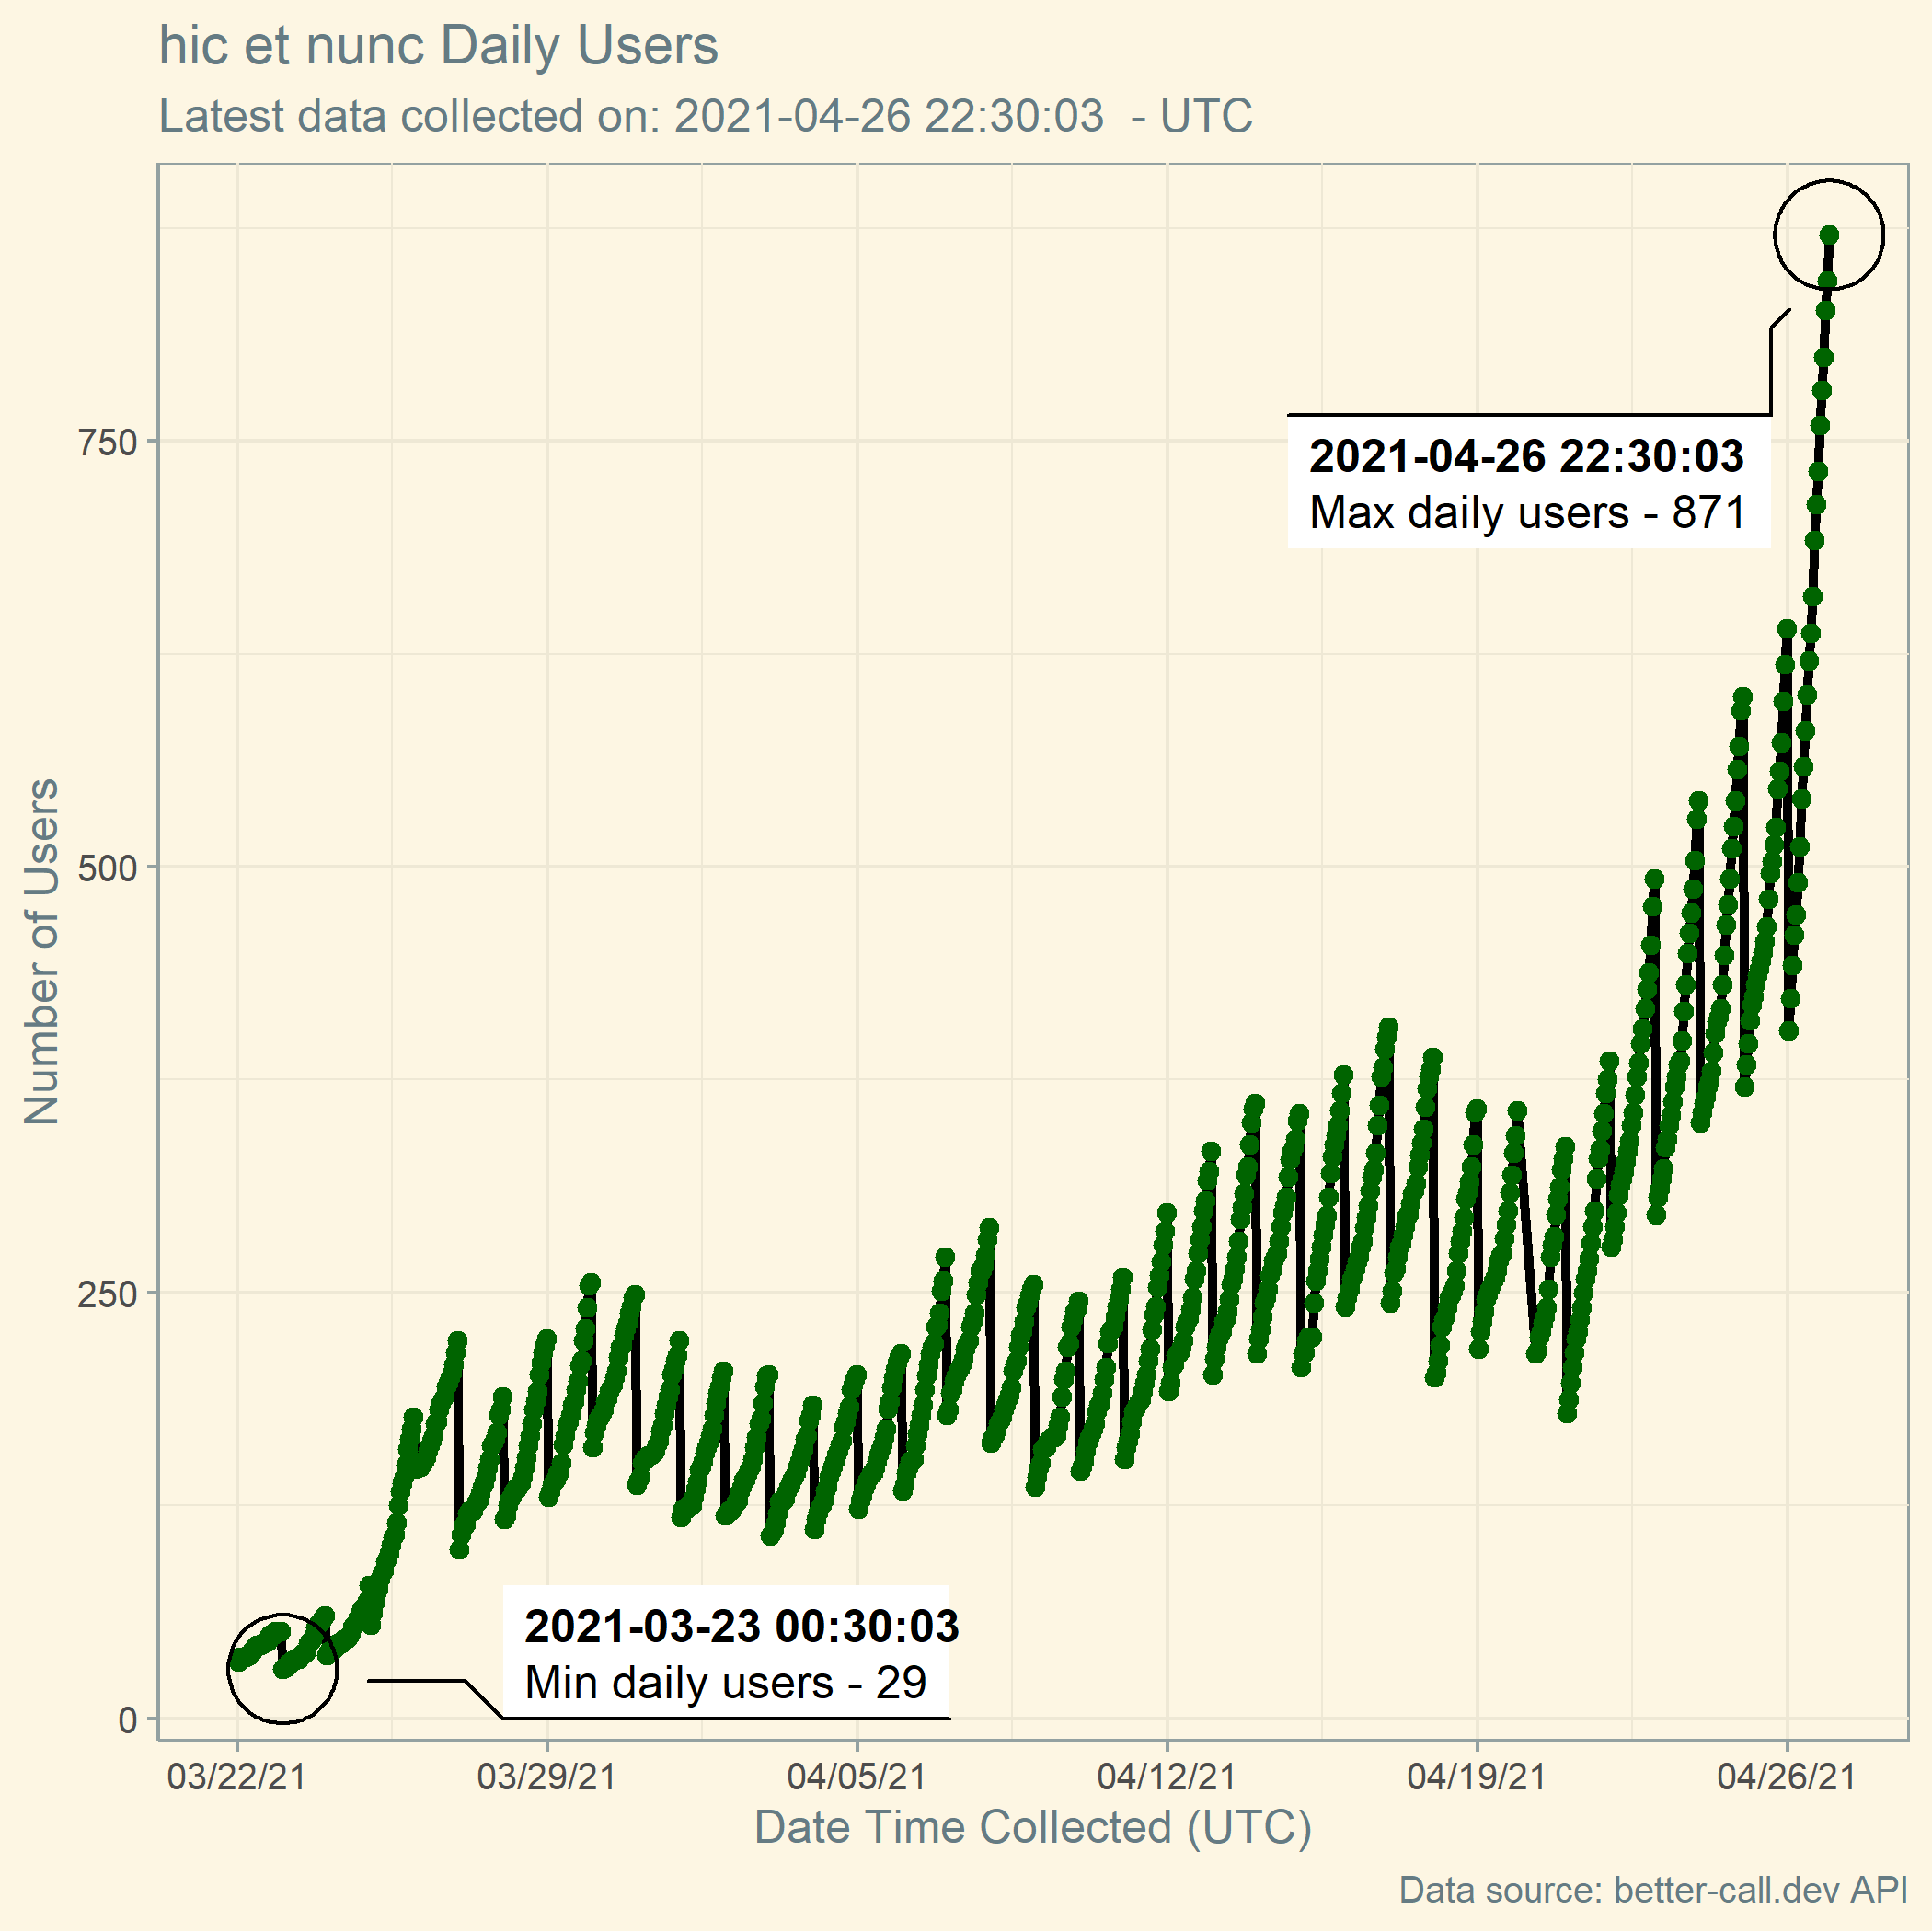 hic et nunc Daily Users
Latest data collected on: 2021-04-26 22:30:03  - UTC
Number of Users
750
500
250
0
2021-04-26 22:30:03
Max daily users - 871
2021-03-23 00:30:03
Min daily users - 29
03/22/21 03/29/21 04/05/21 04/12/21 04/19/21 04/26/21
Date Time Collected (UTC)
Data source: better-call.dev API